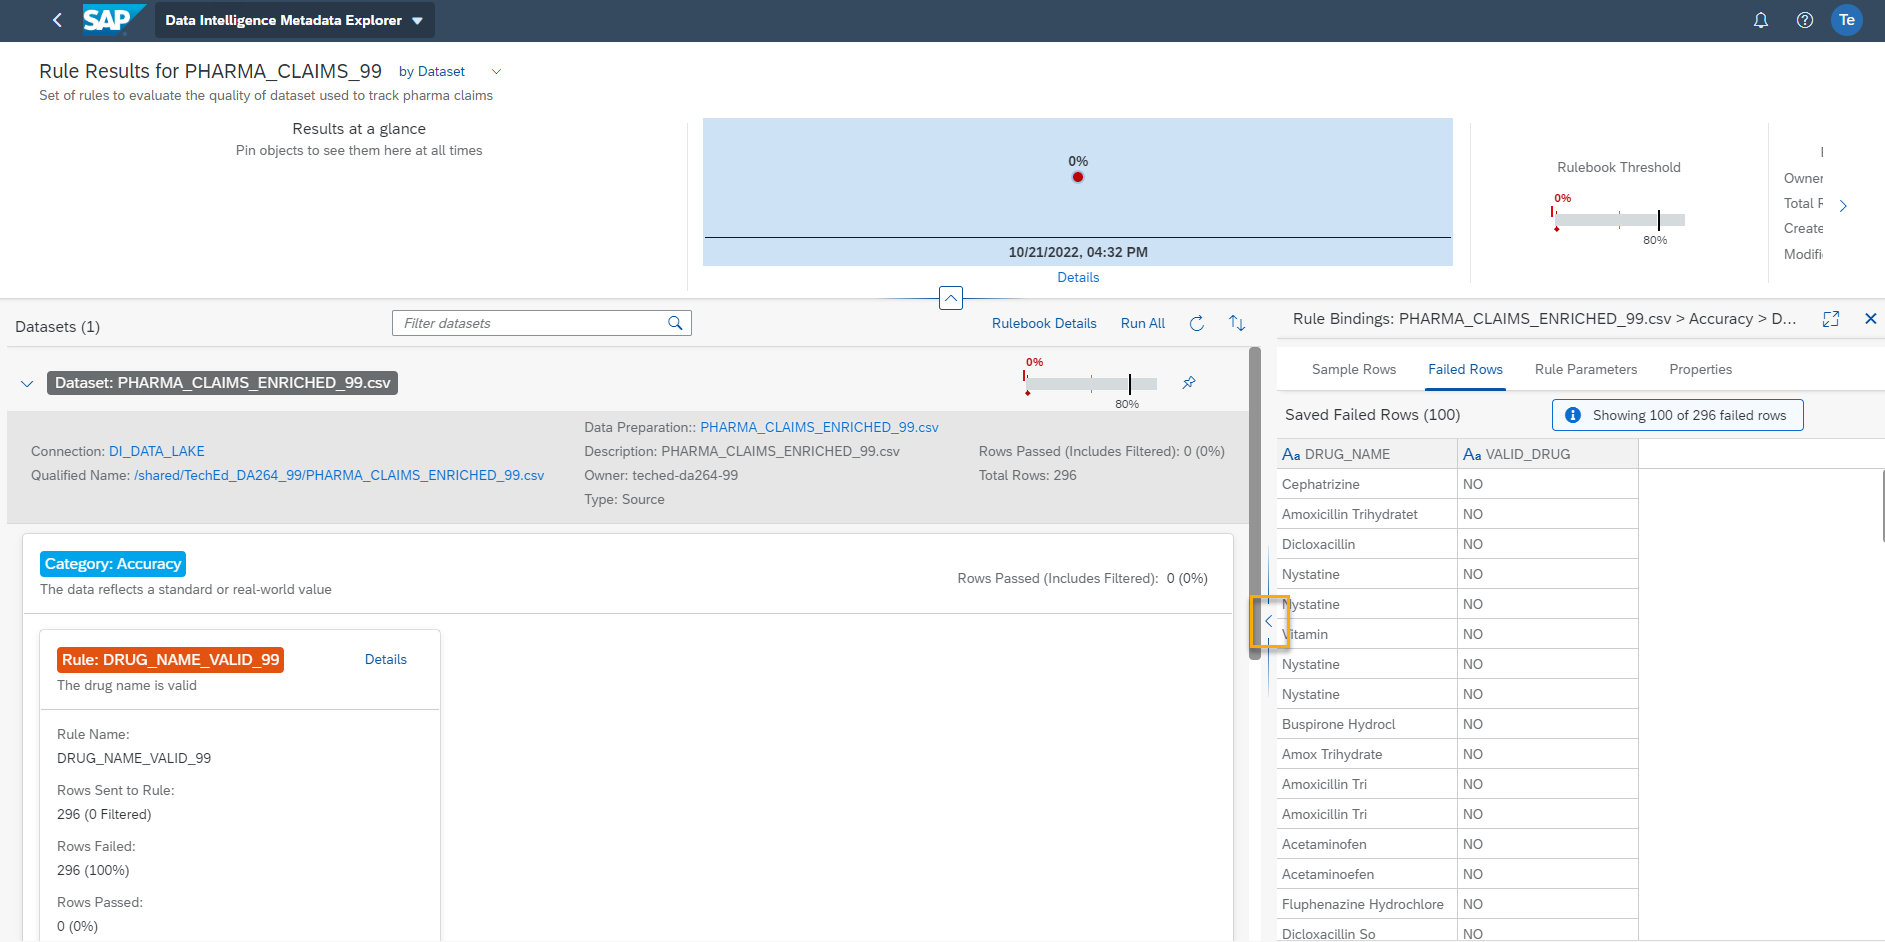 SAP Data Intelligence Metadata Explorer
Te
Rule Results for PHARMA_CLAIMS_99 by Dataset
Set of rules to evaluate the quality of dataset used to track pharma claims
Results at a glance
Pin objects to see them here at all times
0%
10/21/2022, 04:32 PM
Details
Rulebook Threshold
0%
80%
Owner
Total
Create
Modifi
Datasets (1)
Filter datasets
Rulebook Details
Run All
Dataset: PHARMA_CLAIMS_ENRICHED_99.csv
0%
80%
Connection: DI_DATA_LAKE
Qualified Name: /shared/TechEd_DA264_99/PHARMA_CLAIMS_ENRICHED_99.csv
Data Preparation:: PHARMA_CLAIMS_ENRICHED_99.csv
Description: PHARMA_CLAIMS_ENRICHED_99.csv
Owner: teched-da264-99
Type: Source
Rows Passed (Includes Filtered): 0 (0%)
Total Rows: 296
Category: Accuracy
The data reflects a standard or real-world value
Rows Passed (Includes Filtered): 0 (0%)
Rule: DRUG_NAME_VALID_99
Details
The drug name is valid
Rule Name:
DRUG_NAME_VALID_99
Rows Sent to Rule:
296 (0 Filtered)
Rows Failed:
296 (100%)
Rows Passed:
0 (0%)
Rule Bindings: PHARMA_CLAIMS_ENRICHED_99.csv > Accuracy > D...
Sample Rows Failed Rows Rule Parameters Properties
Saved Failed Rows (100)
Showing 100 of 296 failed rows
Aa DRUG_NAME Aa VALID_DRUG
Cephatrizine NO
Amoxicillin Trihydratet NO
Dicloxacillin NO
Nystatine NO
Nystatine NO
Vitamin NO
Nystatine NO
Nystatine NO
Buspirone Hydrocl NO
Amox Trihydrate NO
Amoxicillin Tri NO
Amoxicillin Tri NO
Acetaminofen NO
Acetaminoefen NO
Fluphenazine Hydrochlore NO
Dicloxacillin So NO